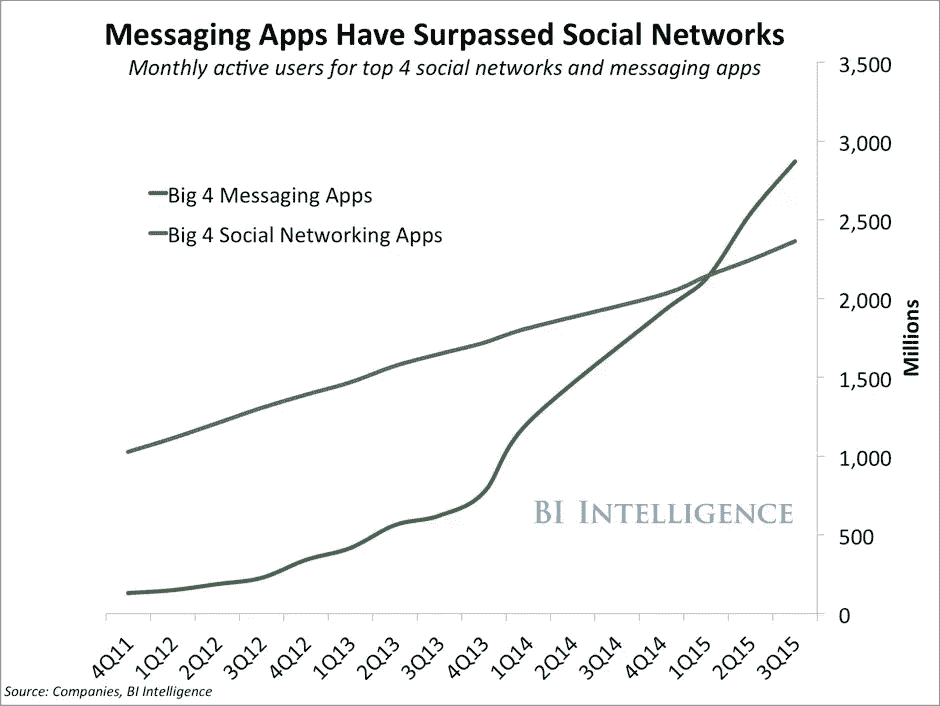 Messaging Apps Have Surpassed Social Networks
Monthly active users for top 4 social networks and messaging apps
Big 4 Messaging Apps
Big 4 Social Networking Apps
3,500
3,000
2,500
2,000
1,500
1,000
500
0
Millions
BI INTELLIGENCE
4Q11
1Q12
2Q12
3Q12
4Q12
1Q13
2Q13
3Q13
4Q13
1Q14
2Q14
3Q14
4Q14
1Q15
2Q15
3Q15
Source: Companies, BI Intelligence